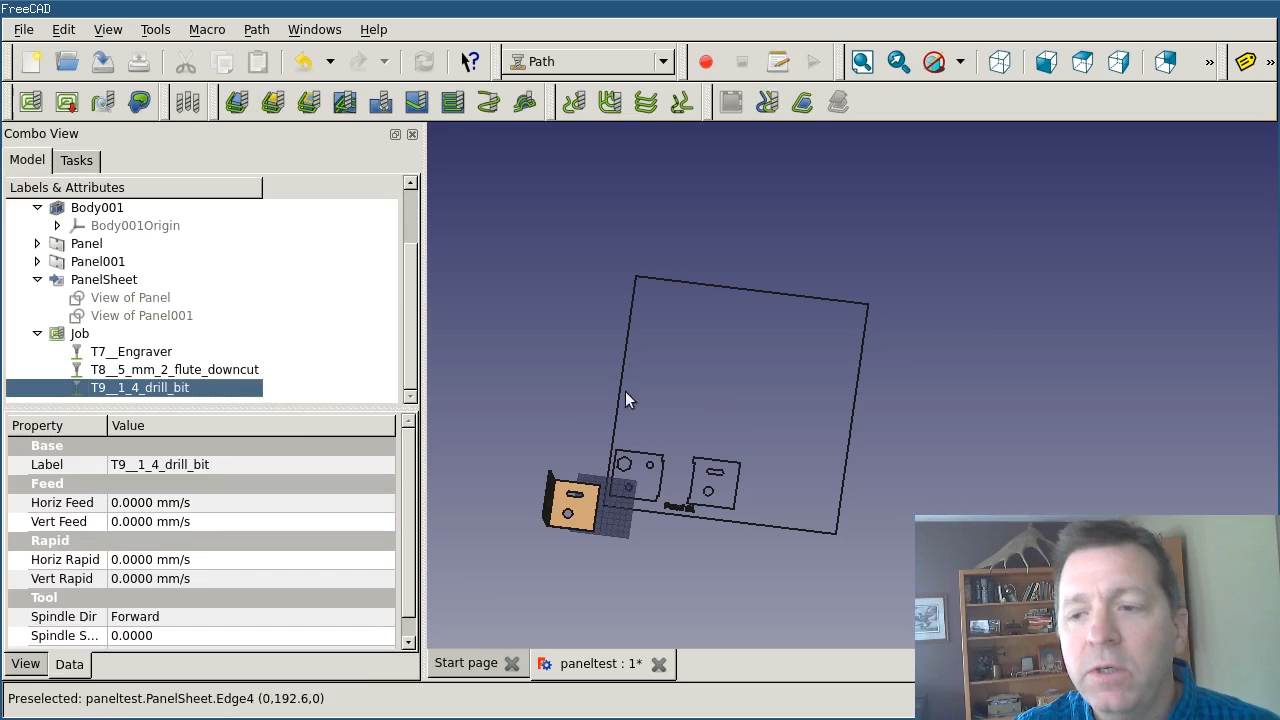 FreeCAD
File Edit View Tools Macro Path Windows Help
Path
»
»
Combo View
Model Tasks
Labels & Attributes
Body001
Body001Origin
Panel
Panel001
PanelSheet
View of Panel
View of Panel001
Job
T7__Engraver
T8__5_mm_2_flute_downcut
T9__1_4_drill_bit
Property Value
Base
Label T9__1_4_drill_bit
Feed
Horiz Feed 0.0000 mm/s
Vert Feed 0.0000 mm/s
Rapid
Horiz Rapid 0.0000 mm/s
Vert Rapid 0.0000 mm/s
Tool
Spindle Dir Forward
Spindle S... 0.0000
View Data
Start page paneltest : 1*
Preselected: paneltest.PanelSheet.Edge4 (0,192.6,0)